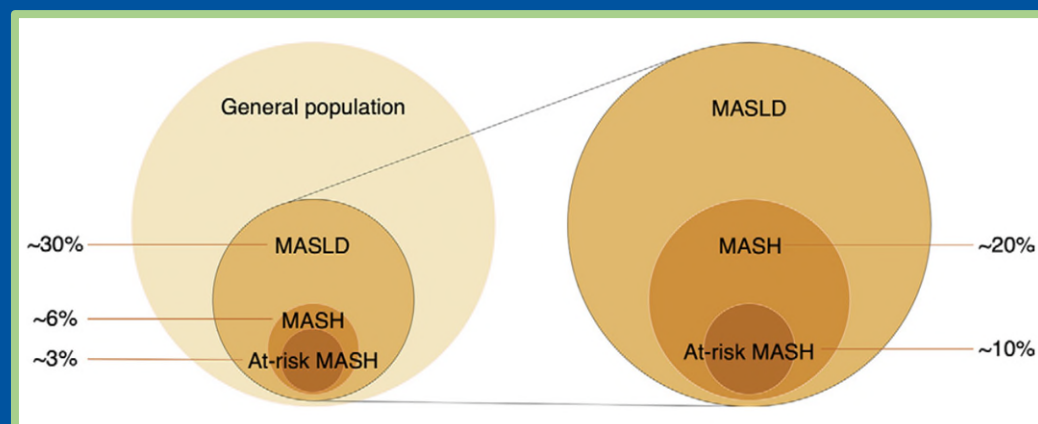 General population
~30%
MASLD
~6%
MASH
~3%
At-risk MASH
MASLD
MASH
~20%
At-risk MASH
~10%